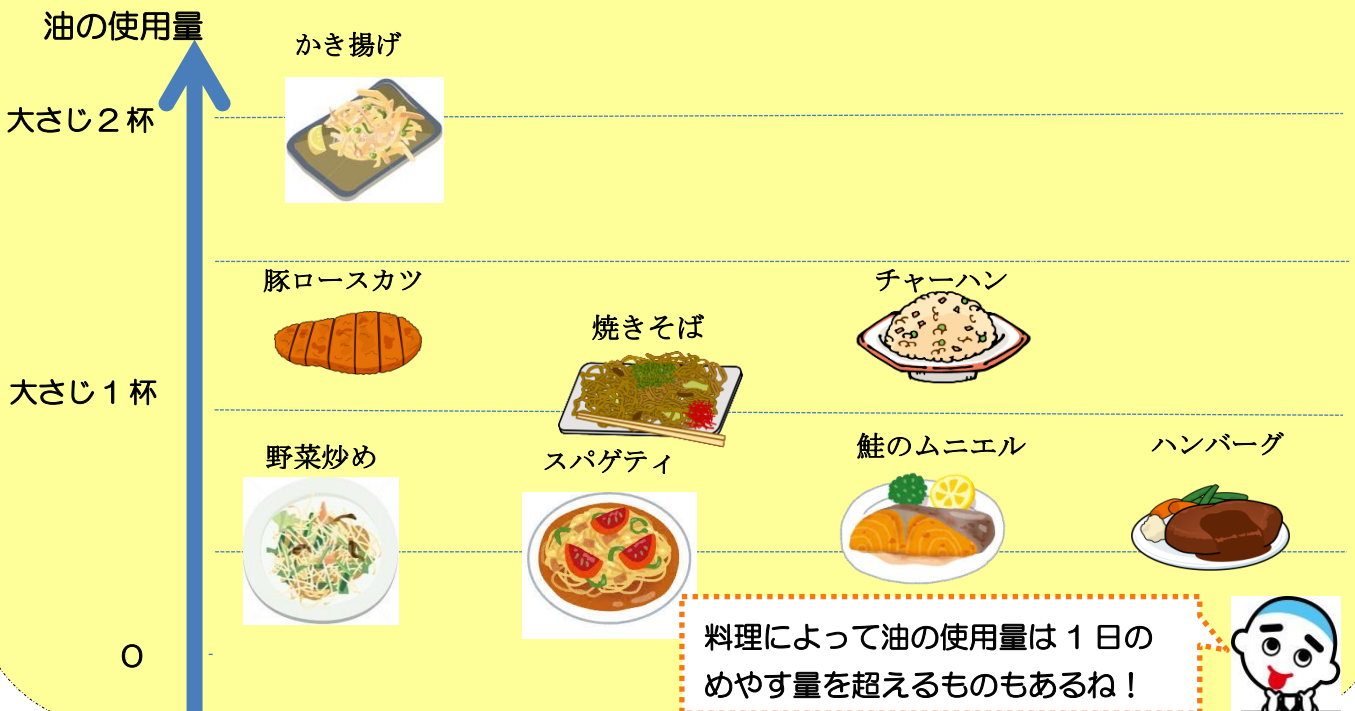 油の使用量
かき揚げ
大さじ2杯
豚ロースカツ
チャーハン
焼きそば
大さじ1杯
野菜炒め
スパゲティ
鮭のムニエル
ハンバーグ
0
料理によって油の使用量は1日の
めやす量を超えるものもあるね!